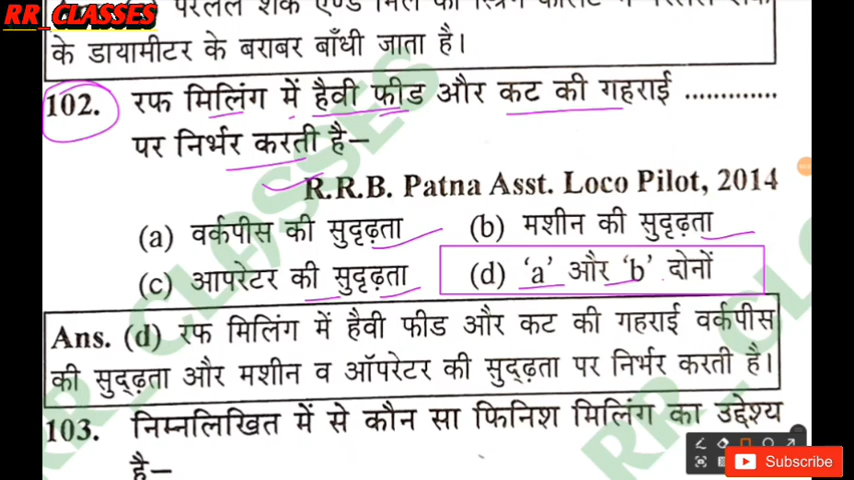 RR_CLASSES
के डायामीटर के बराबर बाँधी जाता है।
102. रफ मिलिंग में हैवी फीड और कट की गहराई .............
पर निर्भर करती है–
R.R.B. Patna Asst. Loco Pilot, 2014
(a) वर्कपीस की सुदृढ़ता (b) मशीन की सुदृढ़ता
(c) आपरेटर की सुदृढ़ता (d) ‘a’ और ‘b’ दोनों
Ans. (d) रफ मिलिंग में हैवी फीड और कट की गहराई वर्कपीस
की सुद्ढ़ता और मशीन व ऑपरेटर की सुद्ढ़ता पर निर्भर करती है।
103. निम्नलिखित में से कौन सा फिनिश मिलिंग का उद्देश्य
है–
Subscribe